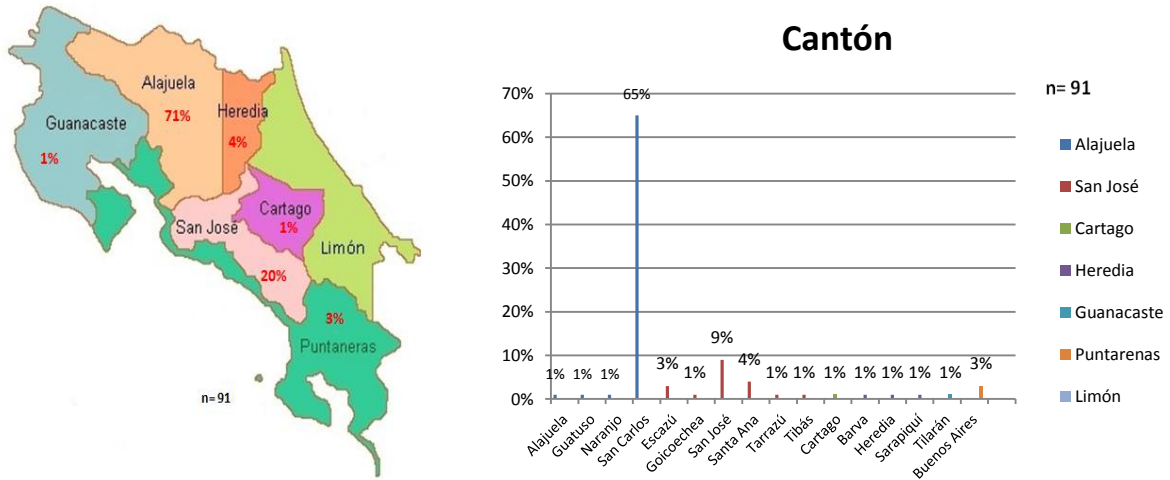 Alajuela
71%
Heredia
4%
Guanacaste
1%
Cartago
1%
San José
20%
Limón
3%
Puntaneras
n= 91
Cantón
n= 91
70%
60%
50%
40%
30%
20%
10%
0%
1%
1%
1%
65%
3%
1%
9%
4%
1%
1%
1%
1%
1%
1%
1%
3%
Alajuela
Guatuso
Naranjo
San Carlos
Escazú
Goicoechea
San José
Santa Ana
Tarrazú
Tibás
Cartago
Barva
Heredia
Sarapiquí
Tilarán
Buenos Aires
Alajuela
San José
Cartago
Heredia
Guanacaste
Puntarenas
Limón